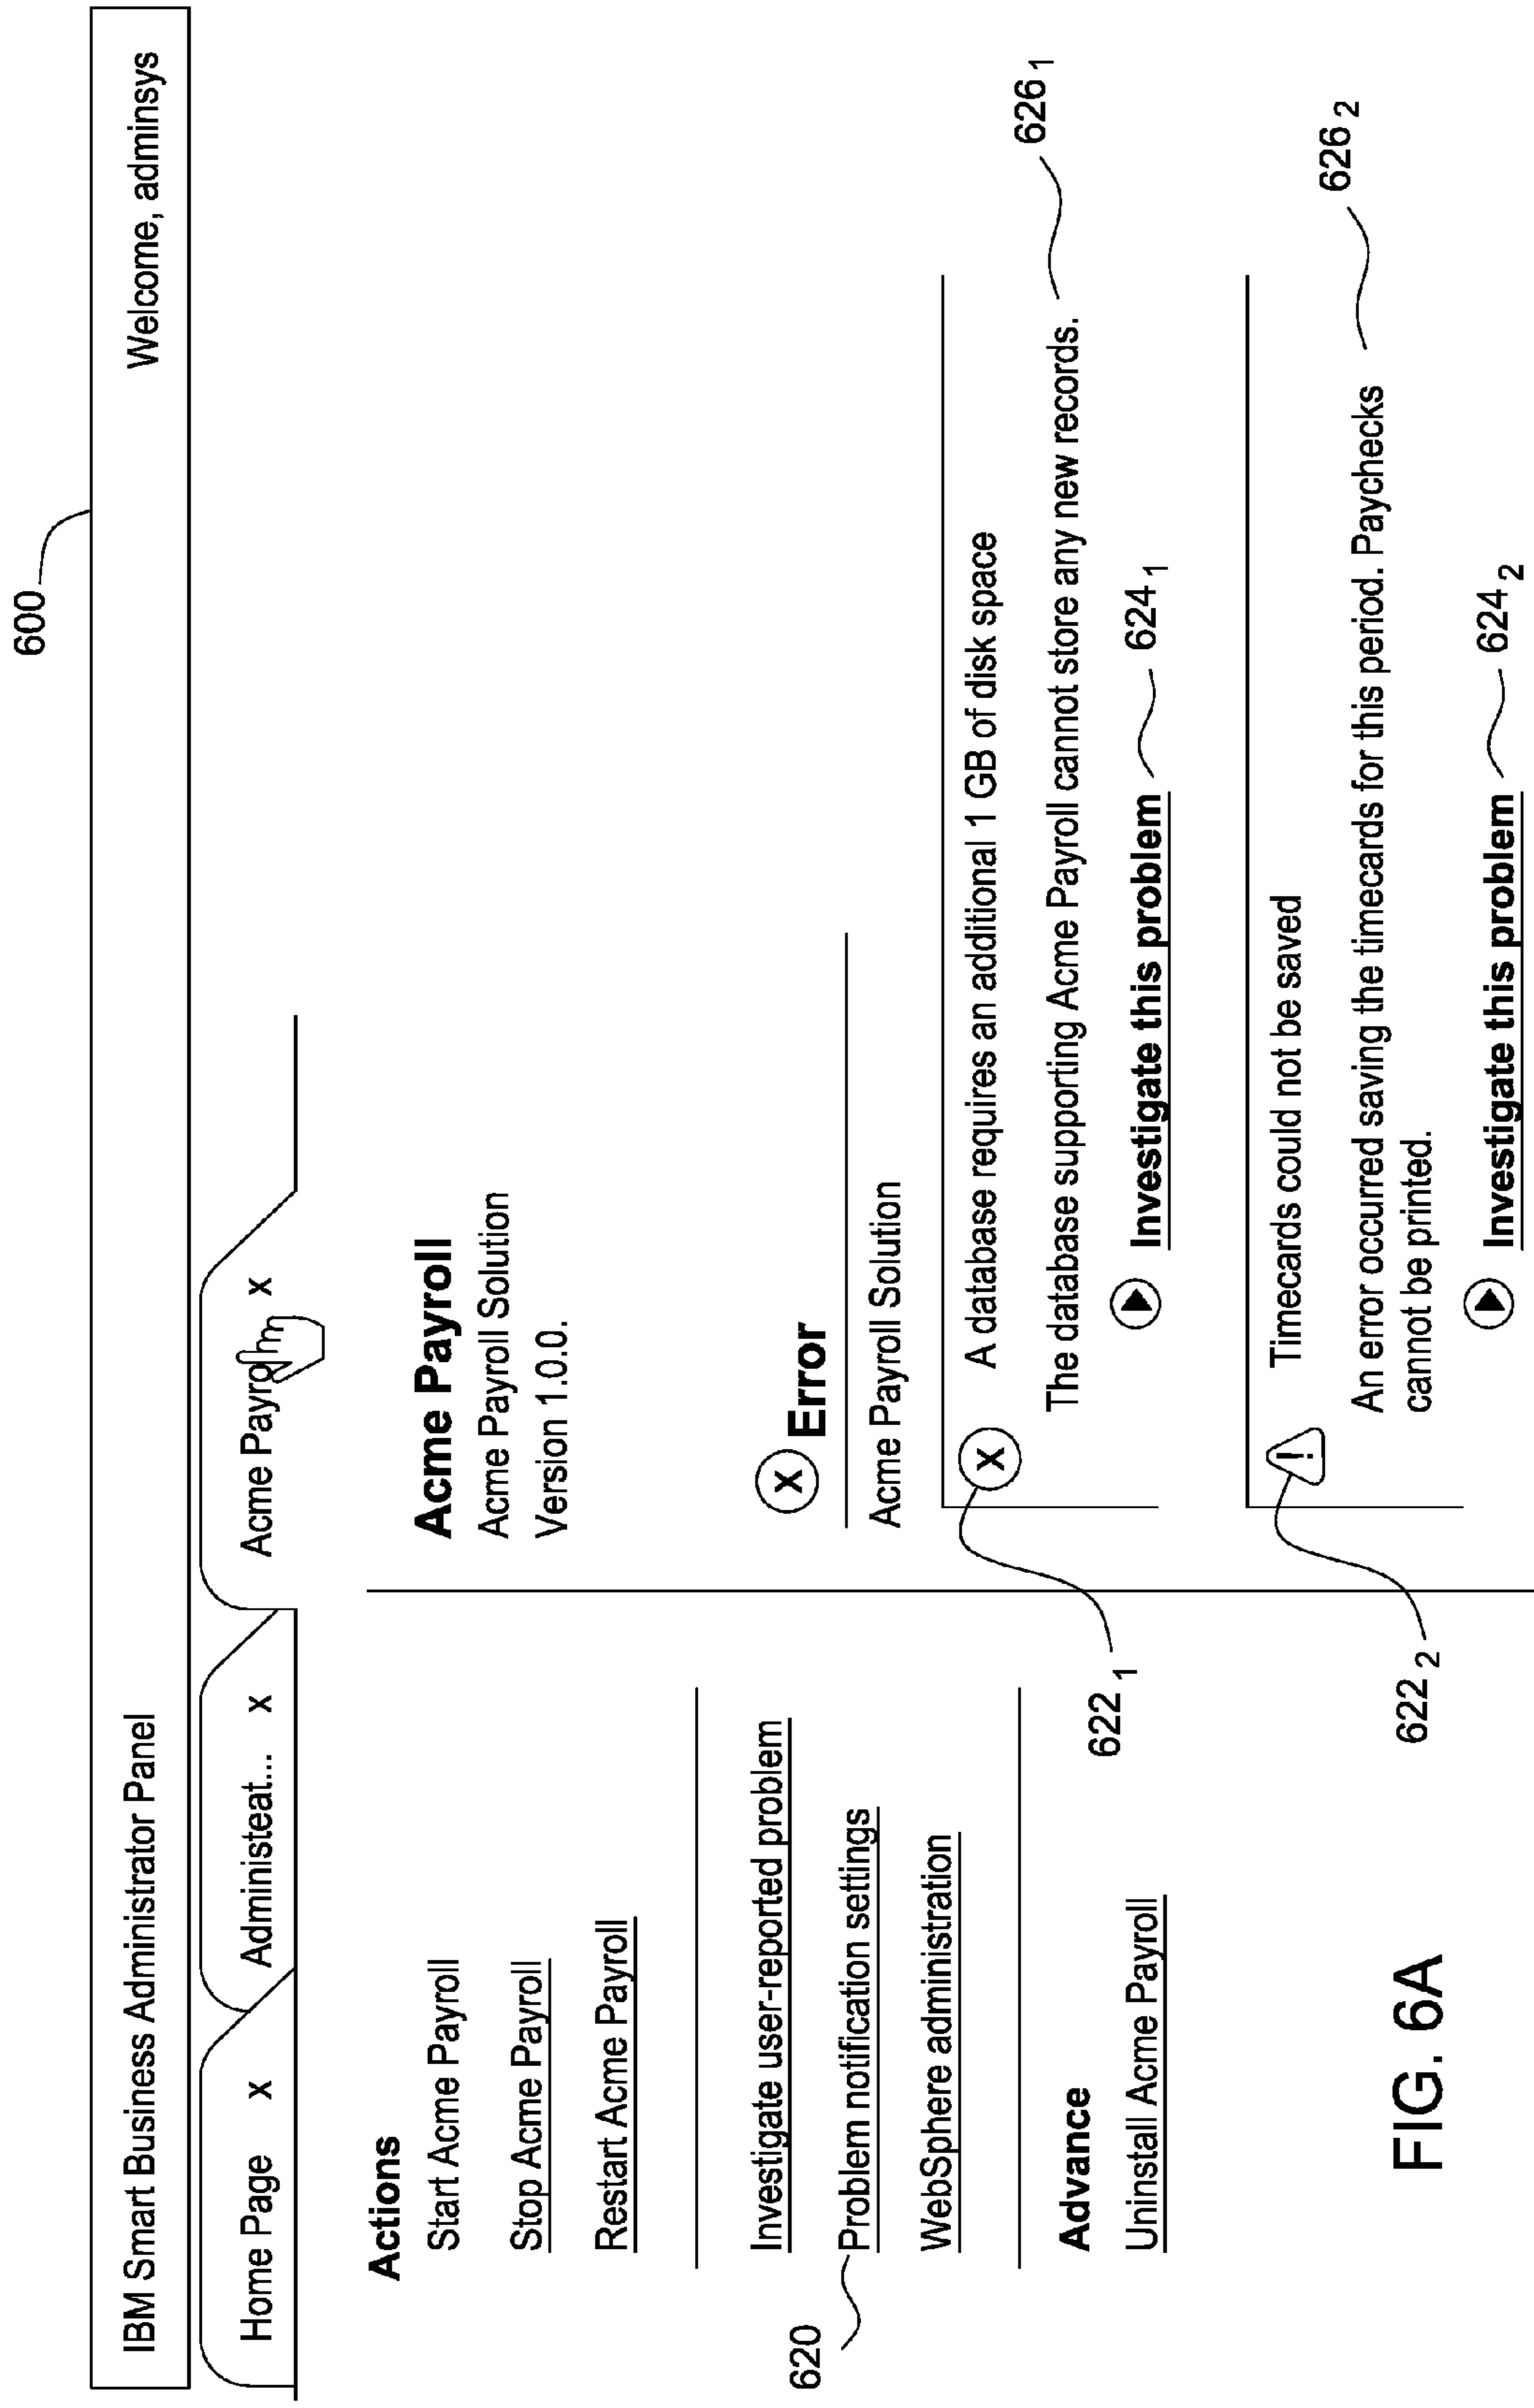 600
IBM Smart Business Administrator Panel
Welcome, adminsys
Home Page X
Administeat... X
Acme Payro X
Actions
Start Acme Payroll
Stop Acme Payroll
Restart Acme Payroll
Investigate user-reported problem
620
Problem notification settings
WebSphere administration
Advance
Uninstall Acme Payroll
Acme Payroll
Acme Payroll Solution
Version 1.0.0.
X Error
Acme Payroll Solution
622 1
X A database requires an additional 1 GB of disk space
The database supporting Acme Payroll cannot store any new records.
626 1
Investigate this problem
624 1
622 2
! Timecards could not be saved
An error occurred saving the timecards for this period. Paychecks
cannot be printed.
626 2
Investigate this problem
624 2
FIG. 6A